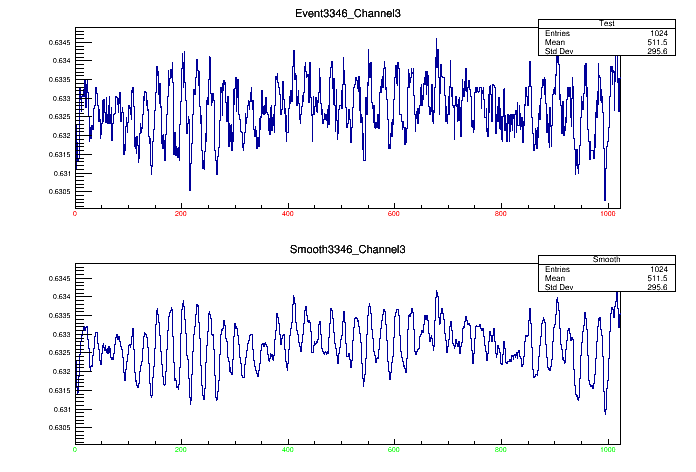 Event3346_Channel3
Test
Entries 1024
Mean 511.5
Std Dev 295.6
0.6345
0.634
0.6335
0.633
0.6325
0.632
0.6315
0.631
0.6305
0 200 400 600 800 1000
Smooth3346_Channel3
Smooth
Entries 1024
Mean 511.5
Std Dev 295.6
0.6345
0.634
0.6335
0.633
0.6325
0.632
0.6315
0.631
0.6305
0 200 400 600 800 1000